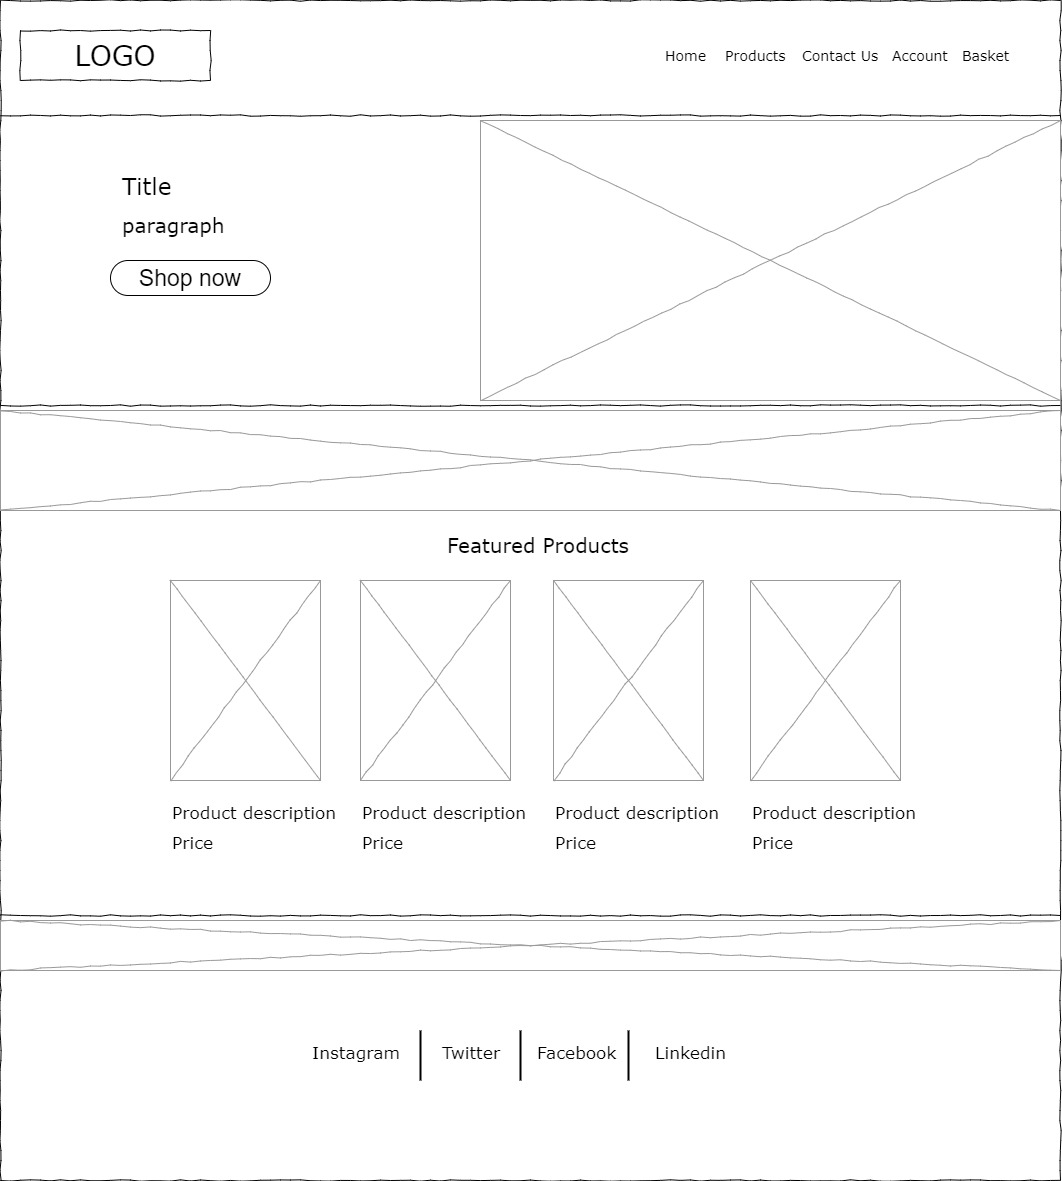 LOGO
Home Products Contact Us Account Basket
Title
paragraph
Shop now
Featured Products
Product description Product description Product description Product description
Price Price Price Price
Instagram Twitter Facebook Linkedin